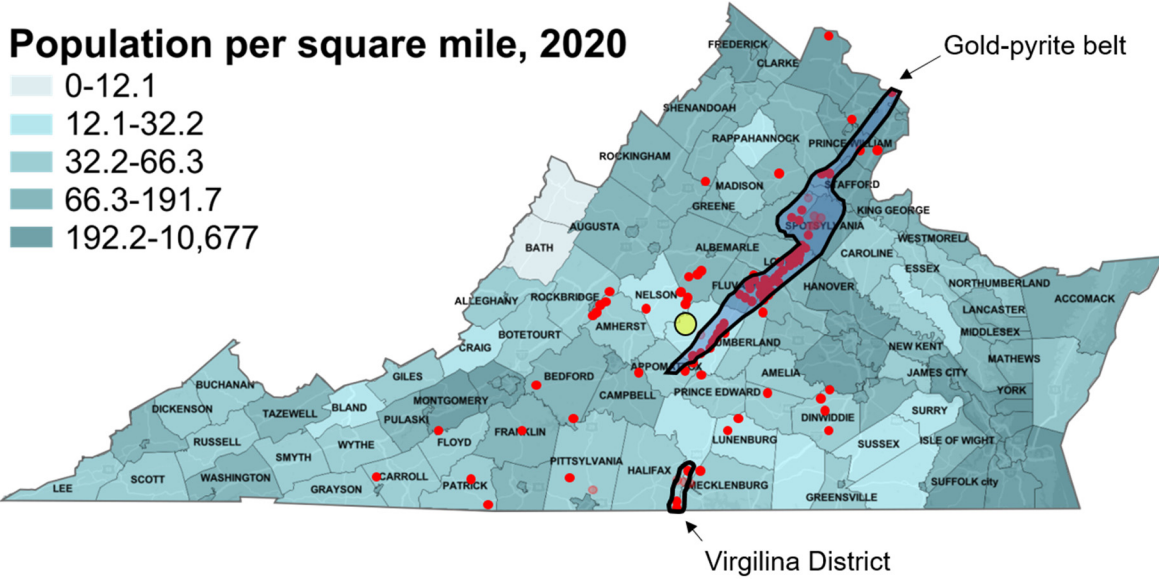 Population per square mile, 2020
0-12.1
12.1-32.2
32.2-66.3
66.3-191.7
192.2-10,677
Gold-pyrite belt
FREDERICK
CLARKE
SHENANDOAH
RAPPAHANNOCK
PRINCE WILLIAM
ROCKINGHAM
MADISON
STAFFORD
GREENE
KING GEORGE
AUGUSTA
SPOTSYLVANIA
BATH
ALBEMARLE
CAROLINE
WESTMORELA
ESSEX
LO
NORTHUMBERLAND
ALLEGHANY
ROCKBRIDGE
NELSON
FLUV
HANOVER
ACCOMACK
LANCASTER
AMHERST
BOTETOURT
MIDDLESEX
CRAIG
UMBERLAND
NEW KENT
MATHEWS
APPOMATTOX
AMELIA
JAMES CITY
BUCHANAN
GILES
BEDFORD
YORK
CAMPBELL
PRINCE EDWARD
DICKENSON
TAZEWELL
BLAND
MONTGOMERY
PULASKI
DINWIDDIE
SURRY
RUSSELL
WYTHE
FLOYD
FRANKLIN
LUNENBURG
SUSSEX
ISLE OF WIGHT
SMYTH
PITTSYLVANIA
HALIFAX
LEE
SCOTT
WASHINGTON
GRAYSON
CARROLL
PATRICK
MECKLENBURG
GREENSVILLE
SUFFOLK city
Virgilina District